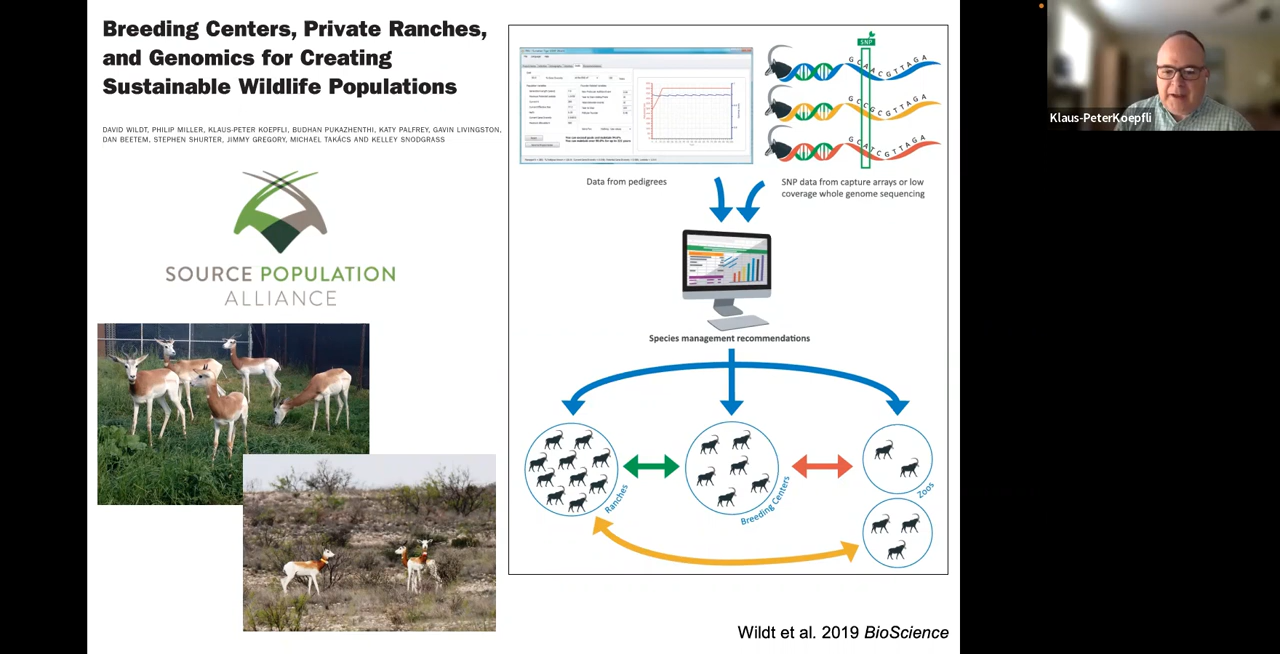 Breeding Centers, Private Ranches,
and Genomics for Creating
Sustainable Wildlife Populations
DAVID WILDT, PHILIP MILLER, KLAUS-PETER KOEPFLI, BUDHAN PUKAZHENTHI, KATY PALFREY, GAVIN LIVINGSTON,
DAN BEETEM, STEPHEN SHURTER, JIMMY GREGORY, MICHAEL TAKÁCS AND KELLEY SNODGRASS
SOURCE POPULATION
ALLIANCE
SNP
GCAACGTTAGA
CCCGCGTTAGA
CATCCGTTAGA
Data from pedigrees
SNP data from capture arrays or low
coverage whole genome sequencing
Species management recommendations
Ranches
Breeding Centers
Zoos
Wildt et al. 2019 BioScience
Klaus-PeterKoepfli